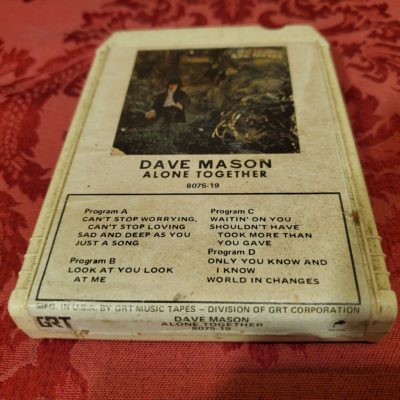 DAVE MASON
ALONE TOGETHER
8075-19
Program A
CAN'T STOP WORRYING,
CAN'T STOP LOVING
SAD AND DEEP AS YOU
JUST A SONG
Program B
LOOK AT YOU LOOK
AT ME
Program C
WAITIN' ON YOU
SHOULDN'T HAVE
TOOK MORE THAN
YOU GAVE
Program D
ONLY YOU KNOW AND
I KNOW
WORLD IN CHANGES
MFG. IN U.S.A. BY GRT MUSIC TAPES – DIVISION OF GRT CORPORATION
GRT
DAVE MASON
ALONE TOGETHER
8075-19